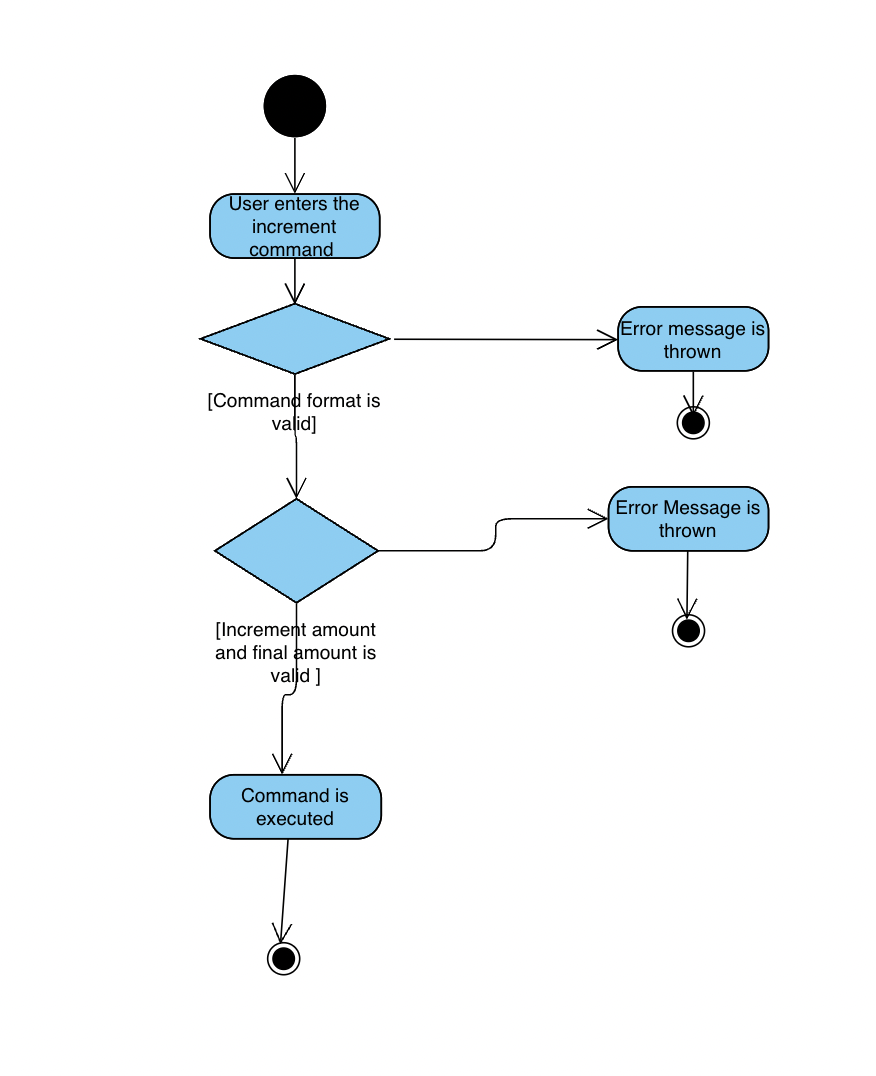 User enters the
increment
command
Error message is
thrown
[Command format is
valid]
Error Message is
thrown
[Increment amount
and final amount is
valid ]
Command is
executed